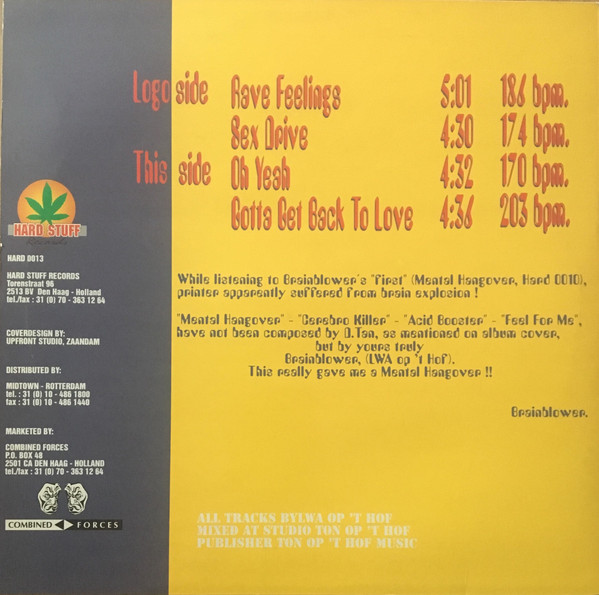 Logo side Rave Feelings 5:01 186 bpm.
Sex Drive 4:30 174 bpm.
This side Oh Yeah 4:32 170 bpm.
Gotta Get Back To Love 4:36 203 bpm.
HARD STUFF
Records
HARD D013
HARD STUFF RECORDS
Torenstraat 96
2513 BV Den Haag - Holland
tel./fax : 31 (0) 70 - 363 12 64
COVERDESIGN BY:
UPFRONT STUDIO, ZAANDAM
DISTRIBUTED BY:
MIDTOWN - ROTTERDAM
tel. : 31 (0) 10 - 486 1800
fax : 31 (0) 10 - 486 1440
MARKETED BY:
COMBINED FORCES
P.O. BOX 48
2501 CA DEN HAAG - HOLLAND
tel./fax : 31 (0) 70 - 363 12 64
COMBINED FORCES
While listening to Brainblower's "first" (Mental Hangover, Hard 0010),
printer apparently suffered from brain explosion !
"Mental Hangover" - "Cerebro Killer" - "Acid Booster" - "Feel For Me",
have not been composed by D.Tan, as mentioned on album cover,
but by yours truly
Brainblower, (LWA op 't Hof).
This really gave me a Mental Hangover !!
Brainblower.
ALL TRACKS BYLWA OP 'T HOF
MIXED AT STUDIO TON OP 'T HOF
PUBLISHER TON OP 'T HOF MUSIC